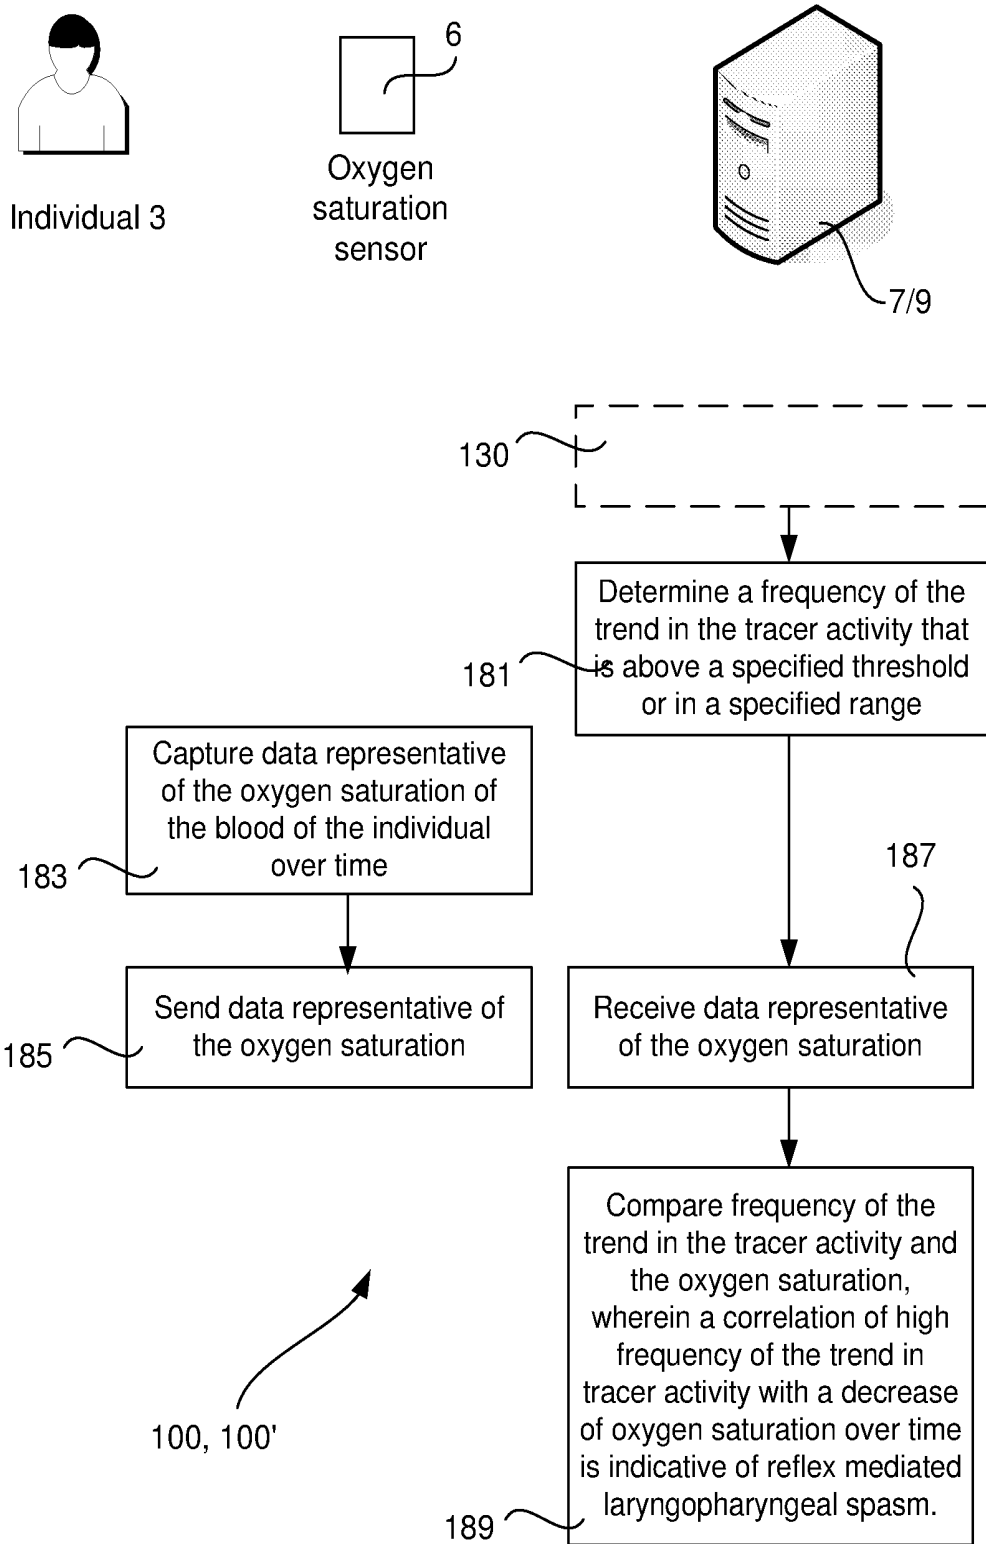 6
Individual 3
Oxygen
saturation
sensor
7/9
130
Determine a frequency of the
trend in the tracer activity that
is above a specified threshold
or in a specified range
181
Capture data representative
of the oxygen saturation of
the blood of the individual
over time
183
187
Send data representative of
the oxygen saturation
185
Receive data representative
of the oxygen saturation
Compare frequency of the
trend in the tracer activity and
the oxygen saturation,
wherein a correlation of high
frequency of the trend in
tracer activity with a decrease
of oxygen saturation over time
is indicative of reflex mediated
laryngopharyngeal spasm.
100, 100'
189